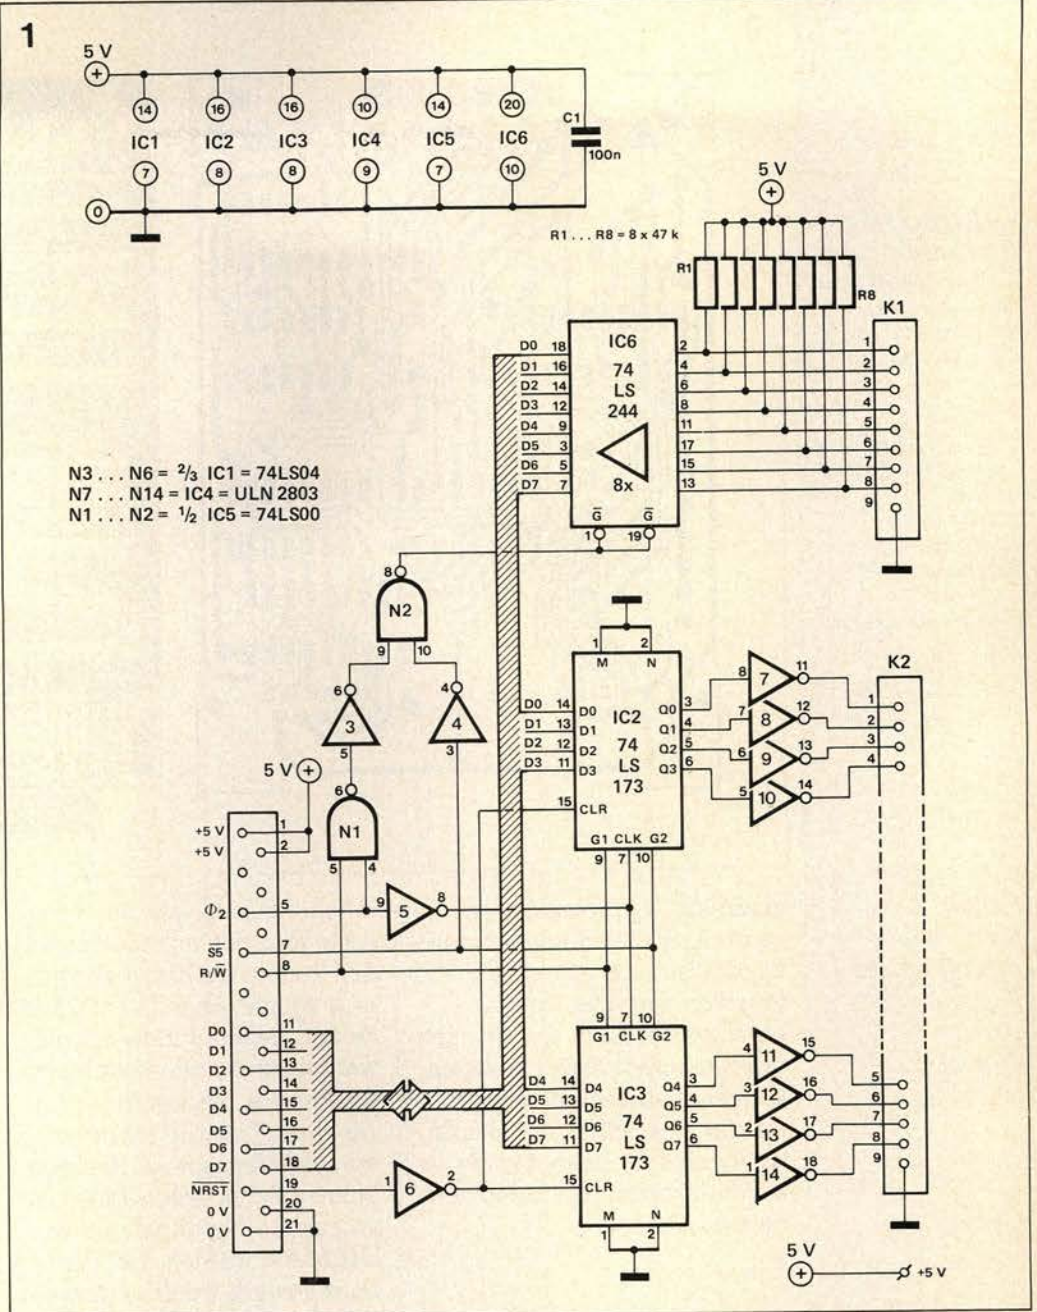 1
5 V
+
14 16 16 10 14 20
IC1 IC2 IC3 IC4 IC5 IC6
7 8 8 9 7 10
C1
100n
0
5 V
+
R1 . . . R8 = 8 x 47 k
R1
R8
K1
IC6
74
LS
244
8x
D0 18
D1 16
D2 14
D3 12
D4 9
D5 3
D6 5
D7 7
2
4
6
8
11
17
15
13
1
2
3
4
5
6
7
8
9
G̅ G̅
1 19
N3 . . . N6 = 2/3 IC1 = 74LS04
N7 . . . N14 = IC4 = ULN 2803
N1 . . . N2 = 1/2 IC5 = 74LS00
8
N2
9 10
6 4
3 4
5 3
5 V +
6
N1
5 4
9 5 8
1 2
M N
IC2
74
LS
173
D0 14 D0
D1 13 D1
D2 12 D2
D3 11 D3
15 CLR
G1 CLK G2
9 7 10
Q0 3
Q1 4
Q2 5
Q3 6
8 7 11
7 8 12
6 9 13
5 10 14
K2
1
2
3
4
+5 V 1
+5 V 2
Φ2 5
S̅5̅ 7
R/W̅ 8
D0 11
D1 12
D2 13
D3 14
D4 15
D5 16
D6 17
D7 18
N̅R̅S̅T̅ 19
0 V 20
0 V 21
1 6 2
9 7 10
G1 CLK G2
IC3
74
LS
173
D4 14 D4
D5 13 D5
D6 12 D6
D7 11 D7
15 CLR
M N
1 2
Q4 3
Q5 4
Q6 5
Q7 6
4 11 15
3 12 16
2 13 17
1 14 18
5
6
7
8
9
5 V
+ +5 V